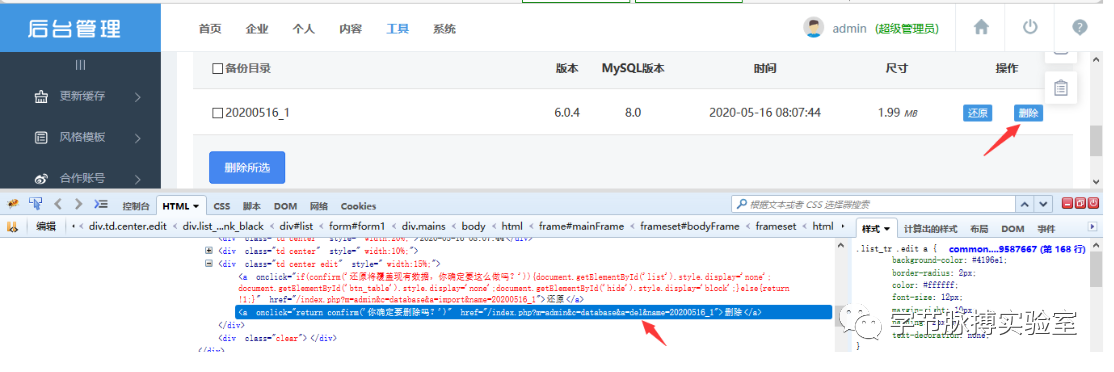 后台管理
首页 企业 个人 内容 工具 系统
admin (超级管理员)
更新缓存
风格模板
合作账号
备份目录 版本 MySQL版本 时间 尺寸 操作
20200516_1 6.0.4 8.0 2020-05-16 08:07:44 1.99 MB 还原 删除
删除所选
控制台 HTML CSS 脚本 DOM 网络 Cookies
根据文本或者 CSS 选择器搜索
编辑 div.td.center.edit < div.list_...nk_black < div#list < form#form1 < div.mains < body < html < frame#mainFrame < frameset#bodyFrame < frameset < html
样式 计算出的样式 布局 DOM 事件
<div class="td center" style=" width:10%;">
<div class="td center edit" style=" width:15%;">
<a onclick="if(confirm('还原将覆盖现有数据，你确定要这么做吗？')){document.getElementById('list').style.display='none';
document.getElementById('btn_table').style.display='none';document.getElementById('hide').style.display='block';}else{return
!1;}" href="/index.php?m=admin&c=database&a=import&name=20200516_1">还原</a>
<a onclick="return confirm('你确定要删除吗？')" href="/index.php?m=admin&c=database&a=del&name=20200516_1">删除</a>
</div>
<div class="clear"></div>
</div>
.list_tr .edit a { common....9587667 (第 168 行)
background-color: #4196e1;
border-radius: 2px;
color: #ffffff;
font-size: 12px;
margin-right: 10px
text-decoration: none;
字节脉搏实验室